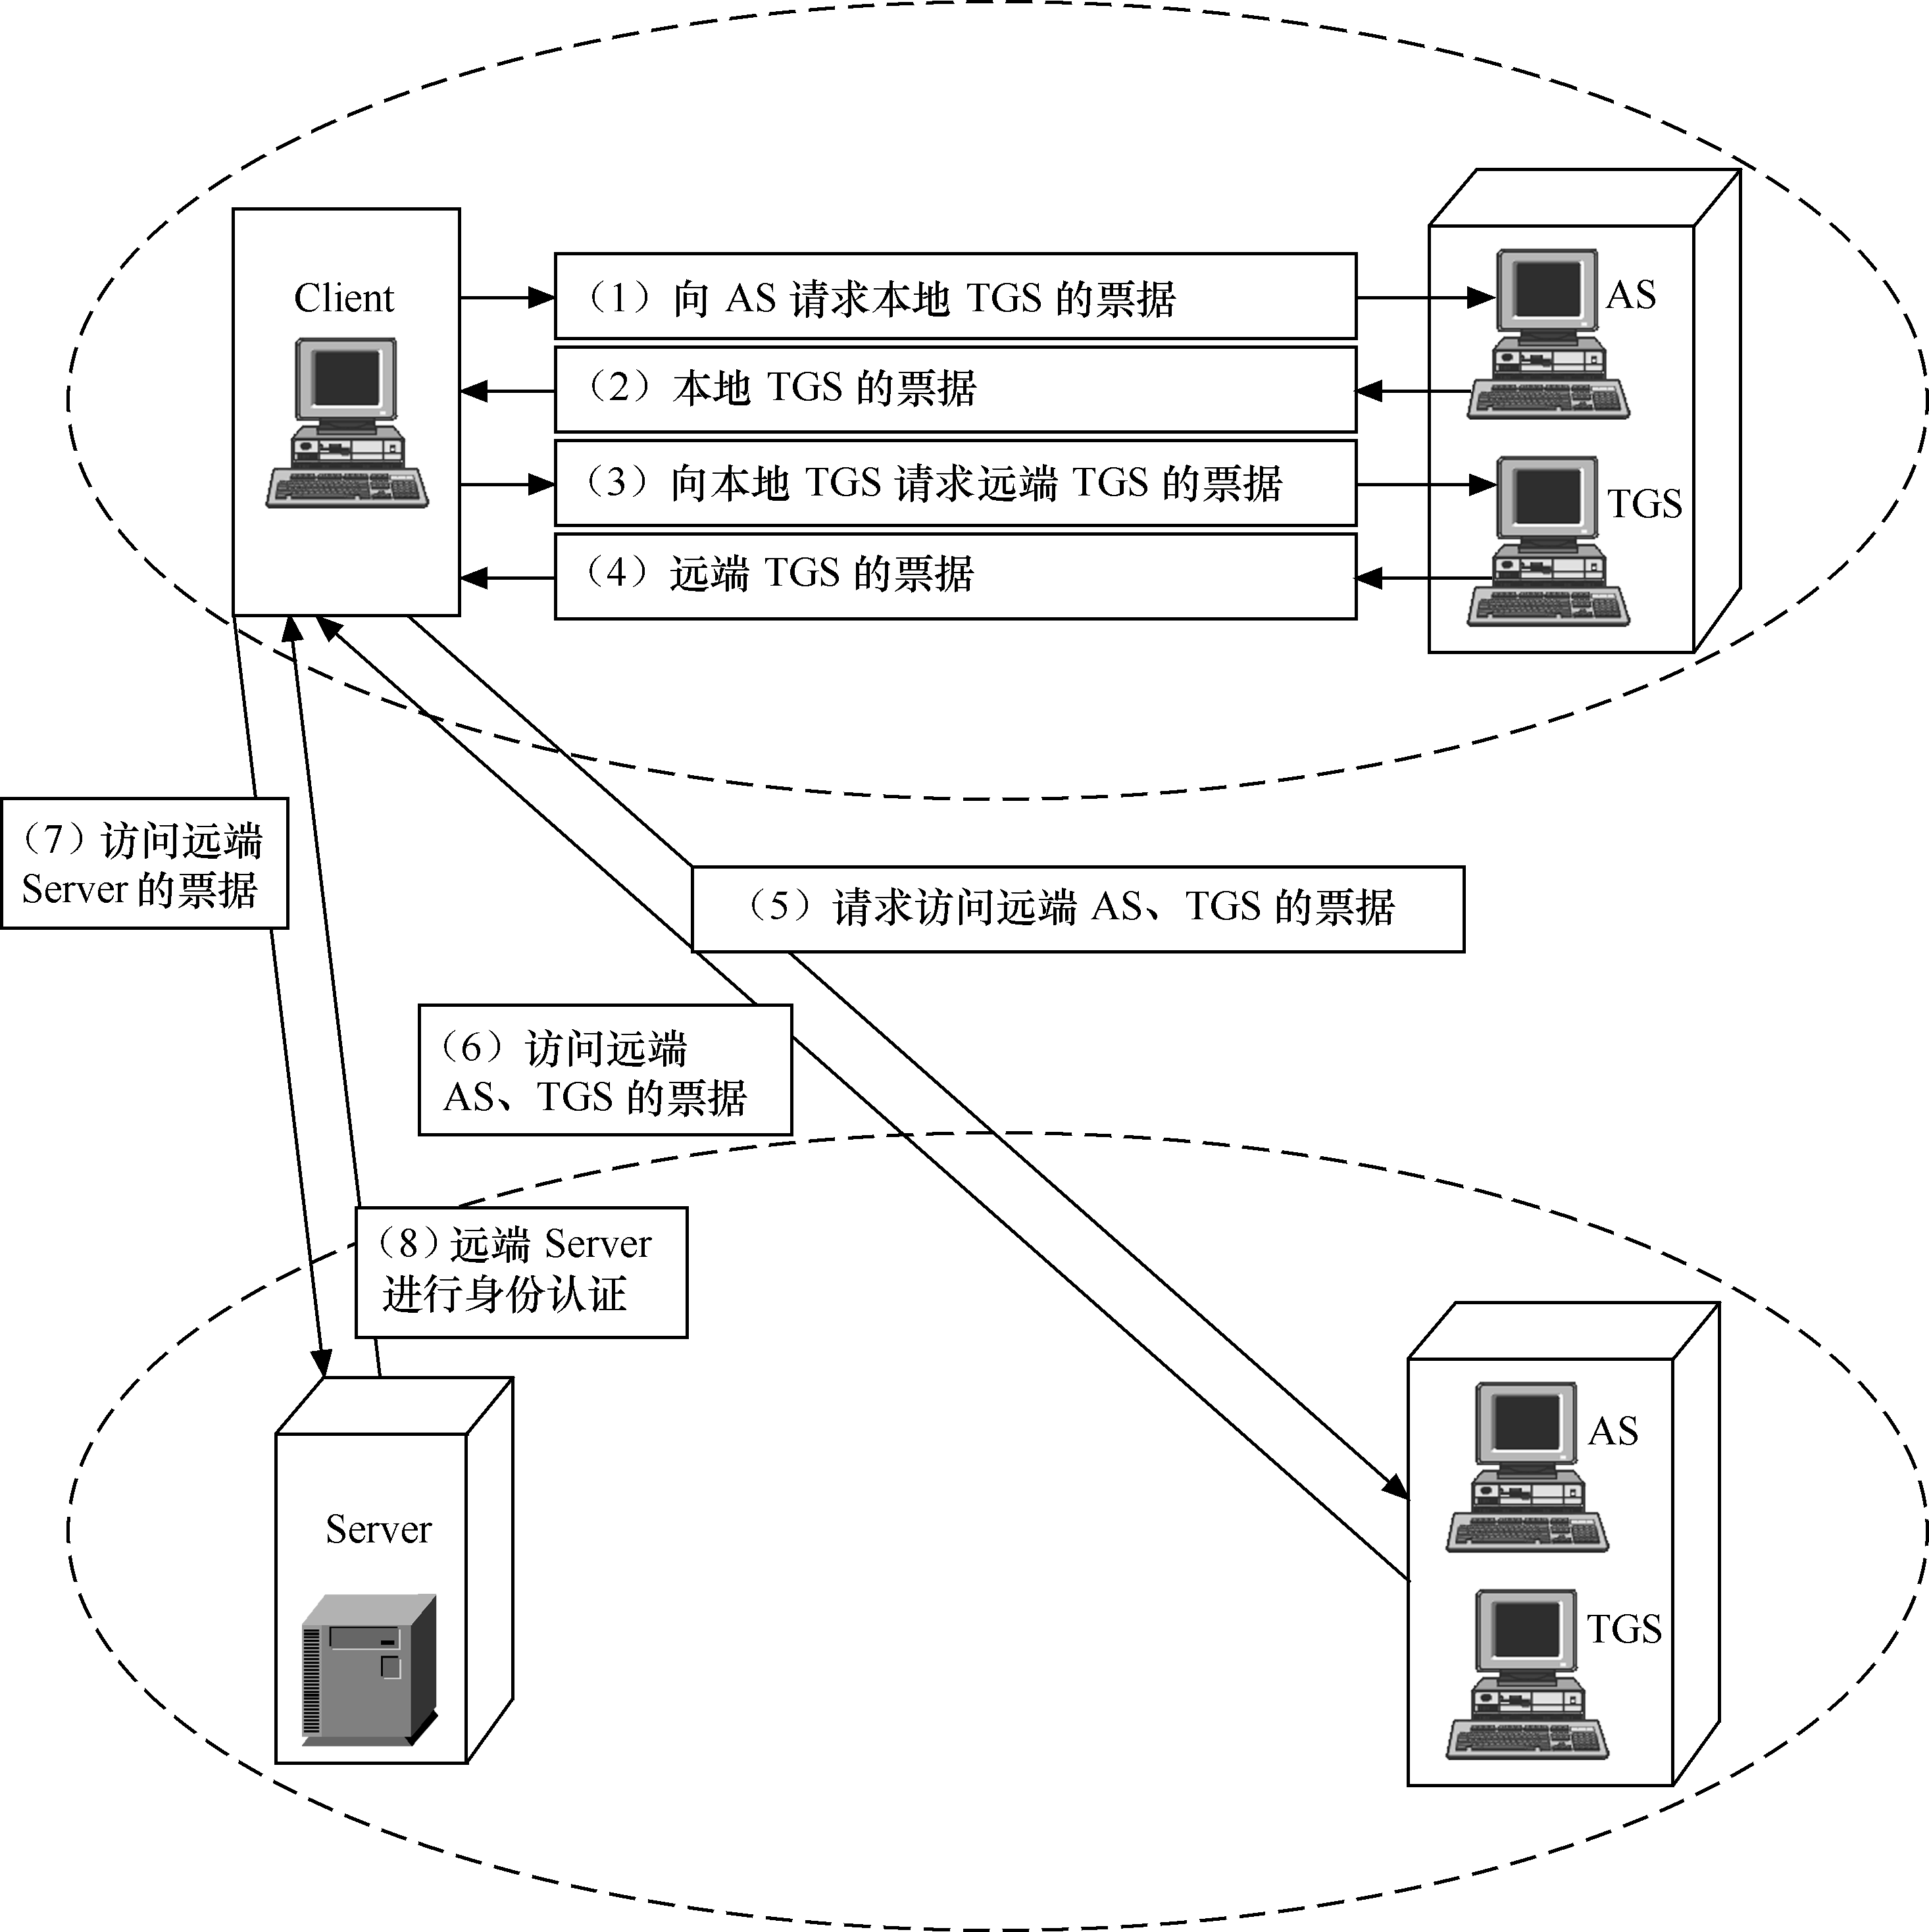 Client
（1）向 AS 请求本地 TGS 的票据
AS
（2）本地 TGS 的票据
（3）向本地 TGS 请求远端 TGS 的票据
TGS
（4）远端 TGS 的票据
（7）访问远端
Server 的票据
（5）请求访问远端 AS、TGS 的票据
（6）访问远端
AS、TGS 的票据
（8）远端 Server
进行身份认证
AS
Server
TGS